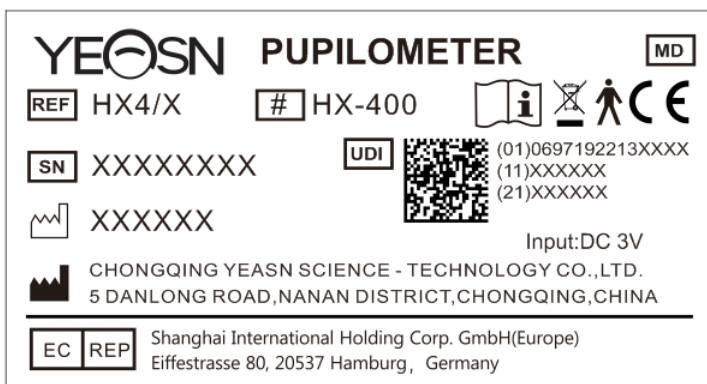 YEASN PUPILOMETER MD
REF HX4/X # HX-400 CE
SN XXXXXXXX UDI (01)0697192213XXXX
(11)XXXXXX
(21)XXXXXX
XXXXXX
Input:DC 3V
CHONGQING YEASN SCIENCE - TECHNOLOGY CO.,LTD.
5 DANLONG ROAD,NANAN DISTRICT,CHONGQING,CHINA
EC REP Shanghai International Holding Corp. GmbH(Europe)
Eiffestrasse 80, 20537 Hamburg, Germany